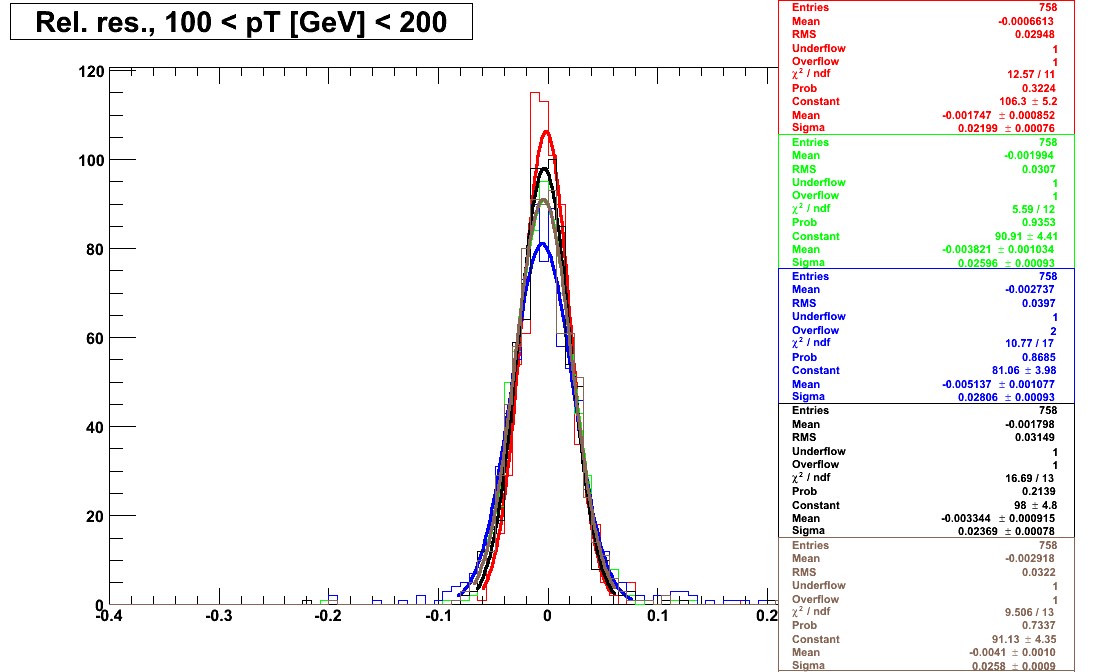 Rel. res., 100 < pT [GeV] < 200
Entries 758
Mean -0.0006613
RMS 0.02948
Underflow 1
Overflow 1
χ² / ndf 12.57 / 11
Prob 0.3224
Constant 106.3 ± 5.2
Mean -0.001747 ± 0.000852
Sigma 0.02199 ± 0.00076
Entries 758
Mean -0.001994
RMS 0.0307
Underflow 1
Overflow 1
χ² / ndf 5.59 / 12
Prob 0.9353
Constant 90.91 ± 4.41
Mean -0.003821 ± 0.001034
Sigma 0.02596 ± 0.00093
Entries 758
Mean -0.002737
RMS 0.0397
Underflow 1
Overflow 2
χ² / ndf 10.77 / 17
Prob 0.8685
Constant 81.06 ± 3.98
Mean -0.005137 ± 0.001077
Sigma 0.02806 ± 0.00093
Entries 758
Mean -0.001798
RMS 0.03149
Underflow 1
Overflow 1
χ² / ndf 16.69 / 13
Prob 0.2139
Constant 98 ± 4.8
Mean -0.003344 ± 0.000915
Sigma 0.02369 ± 0.00078
Entries 758
Mean -0.002918
RMS 0.0322
Underflow 1
Overflow 1
χ² / ndf 9.506 / 13
Prob 0.7337
Constant 91.13 ± 4.35
Mean -0.0041 ± 0.0010
Sigma 0.0258 ± 0.0009
120
100
80
60
40
20
0
-0.4 -0.3 -0.2 -0.1 0 0.1 0.2